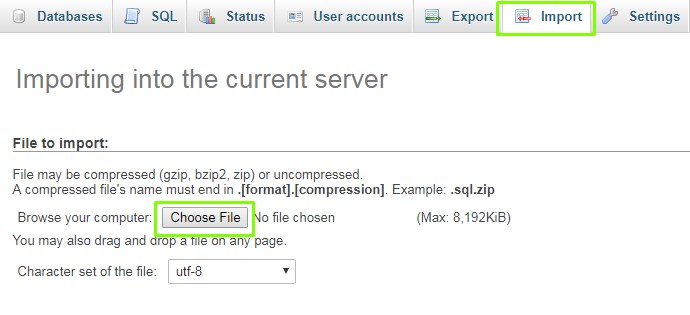 Databases SQL Status User accounts Export Import Settings
Importing into the current server
File to import:
File may be compressed (gzip, bzip2, zip) or uncompressed.
A compressed file's name must end in .[format].[compression]. Example: .sql.zip
Browse your computer: Choose File No file chosen (Max: 8,192KiB)
You may also drag and drop a file on any page.
Character set of the file: utf-8